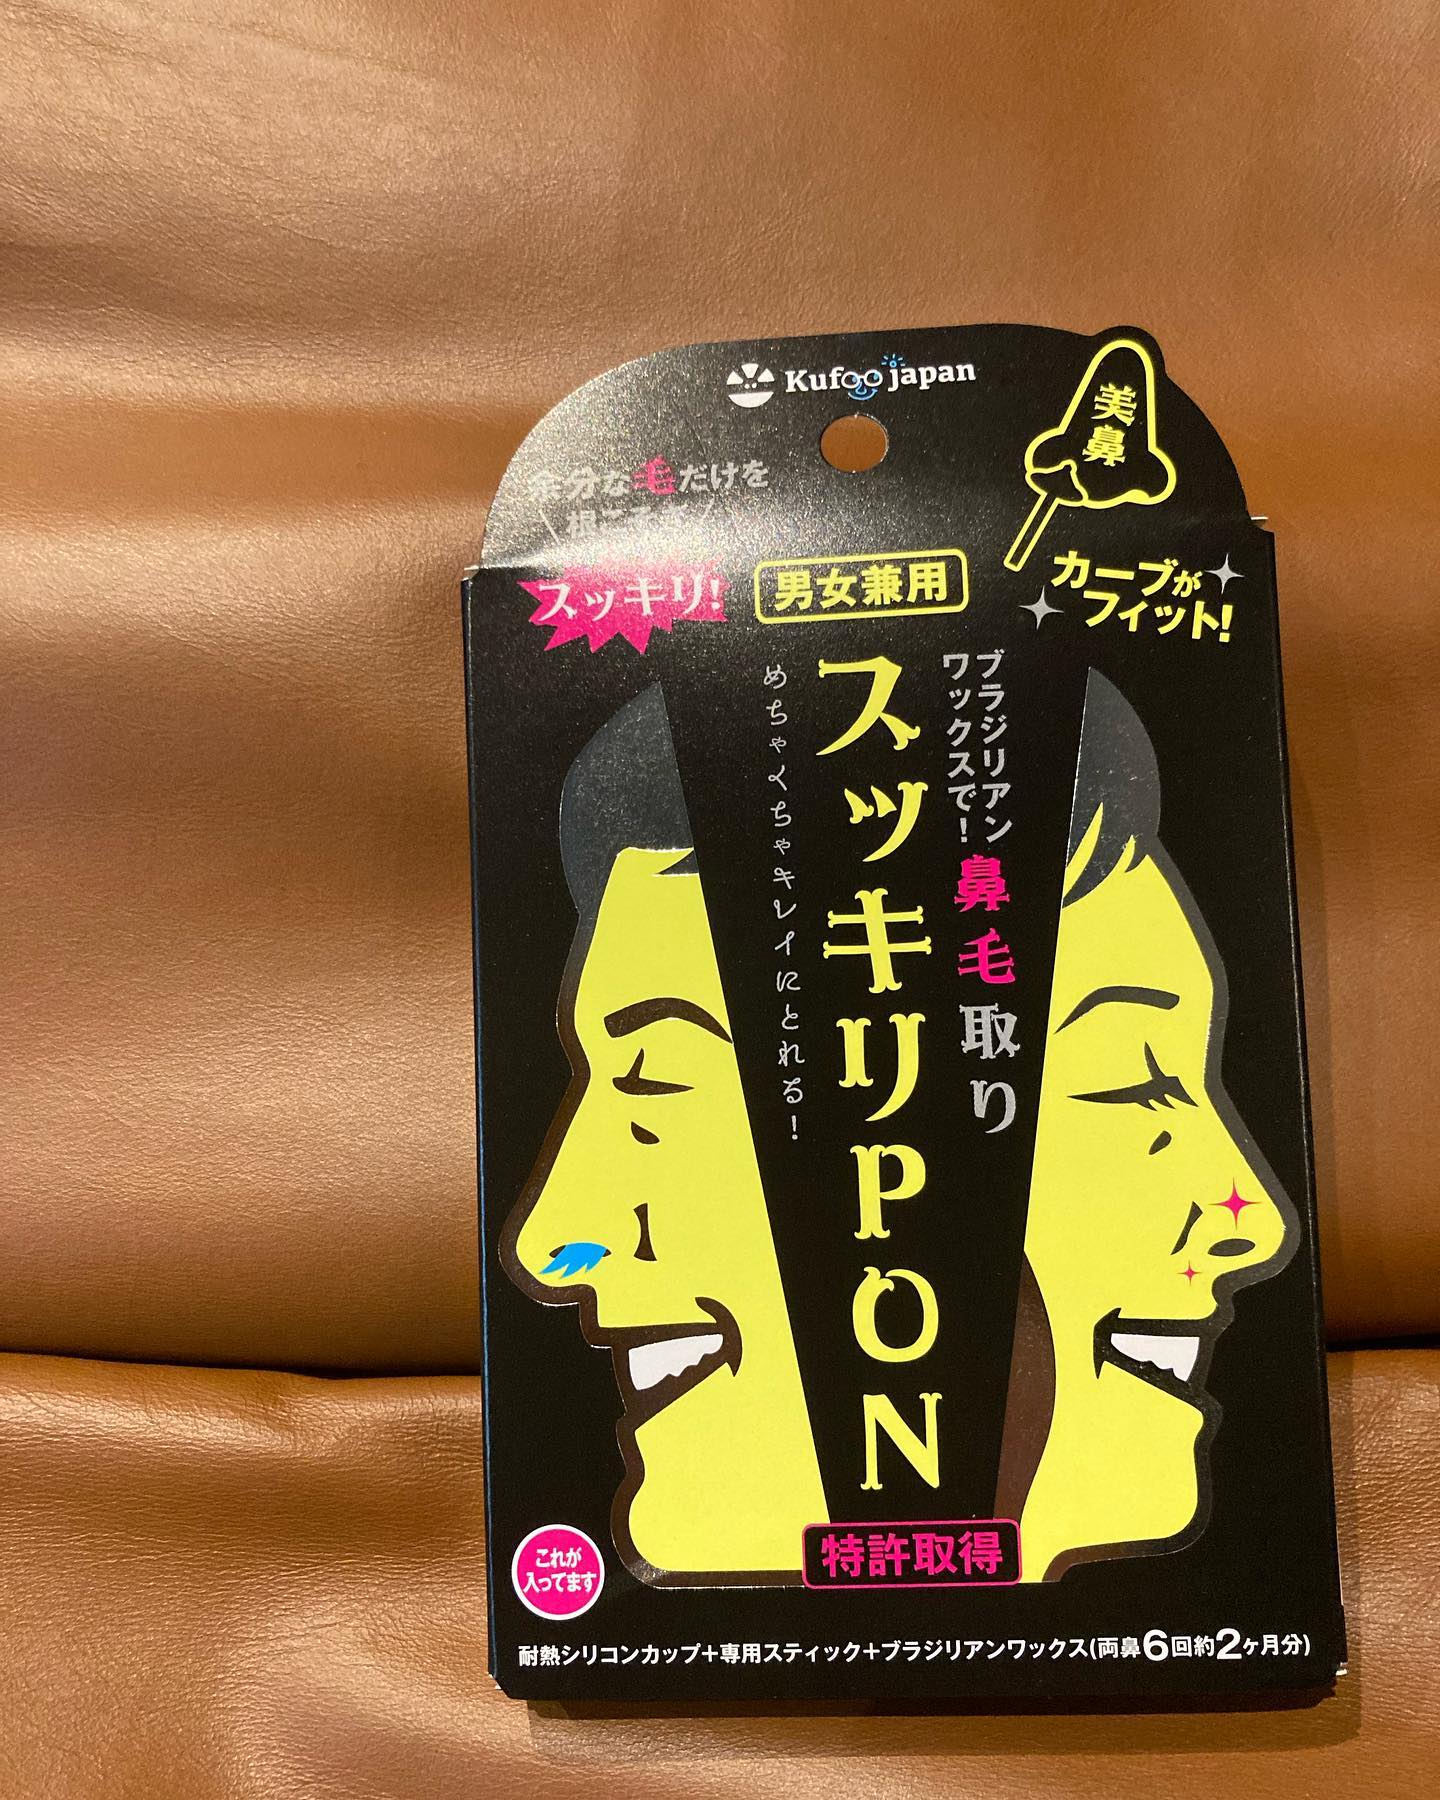 Kufoo japan
美鼻
余分な毛だけを
根こそぎ
スッキリ!
男女兼用
カーブが
フィット!
ブラジリアン
ワックスで!
鼻毛取り
スッキリPON
めちゃくちゃキレイにとれる!
特許取得
これが
入ってます
耐熱シリコンカップ+専用スティック+ブラジリアンワックス(両鼻6回約2ヶ月分)